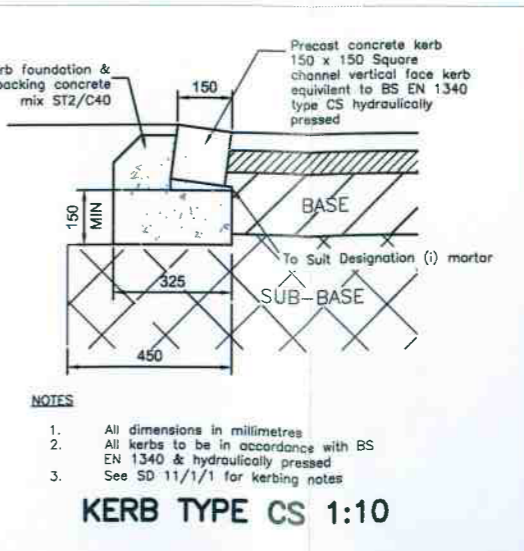 foundation &
backing concrete
mix ST2/C40
150
Precast concrete kerb
150 x 150 Square
channel vertical face kerb
equivilent to BS EN 1340
type CS hydraulically
pressed
150
MIN
BASE
To Suit Designation (i) mortar
325
SUB-BASE
450
NOTES
1. All dimensions in millimetres
2. All kerbs to be in accordance with BS
EN 1340 & hydraulically pressed
3. See SD 11/1/1 for kerbing notes
KERB TYPE CS 1:10